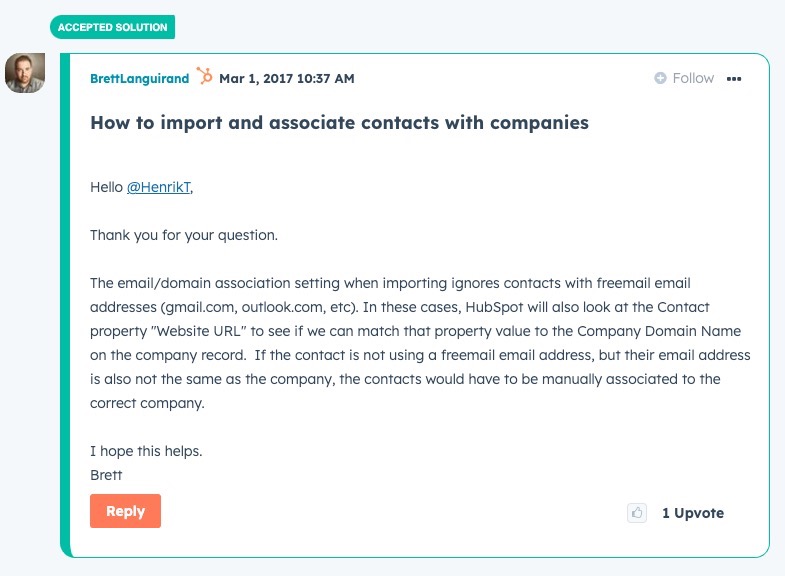 ACCEPTED SOLUTION
BrettLanguirand Mar 1, 2017 10:37 AM
Follow •••
How to import and associate contacts with companies
Hello @HenrikT,
Thank you for your question.
The email/domain association setting when importing ignores contacts with freemail email
addresses (gmail.com, outlook.com, etc). In these cases, HubSpot will also look at the Contact
property "Website URL" to see if we can match that property value to the Company Domain Name
on the company record.  If the contact is not using a freemail email address, but their email address
is also not the same as the company, the contacts would have to be manually associated to the
correct company.
I hope this helps.
Brett
Reply
1 Upvote